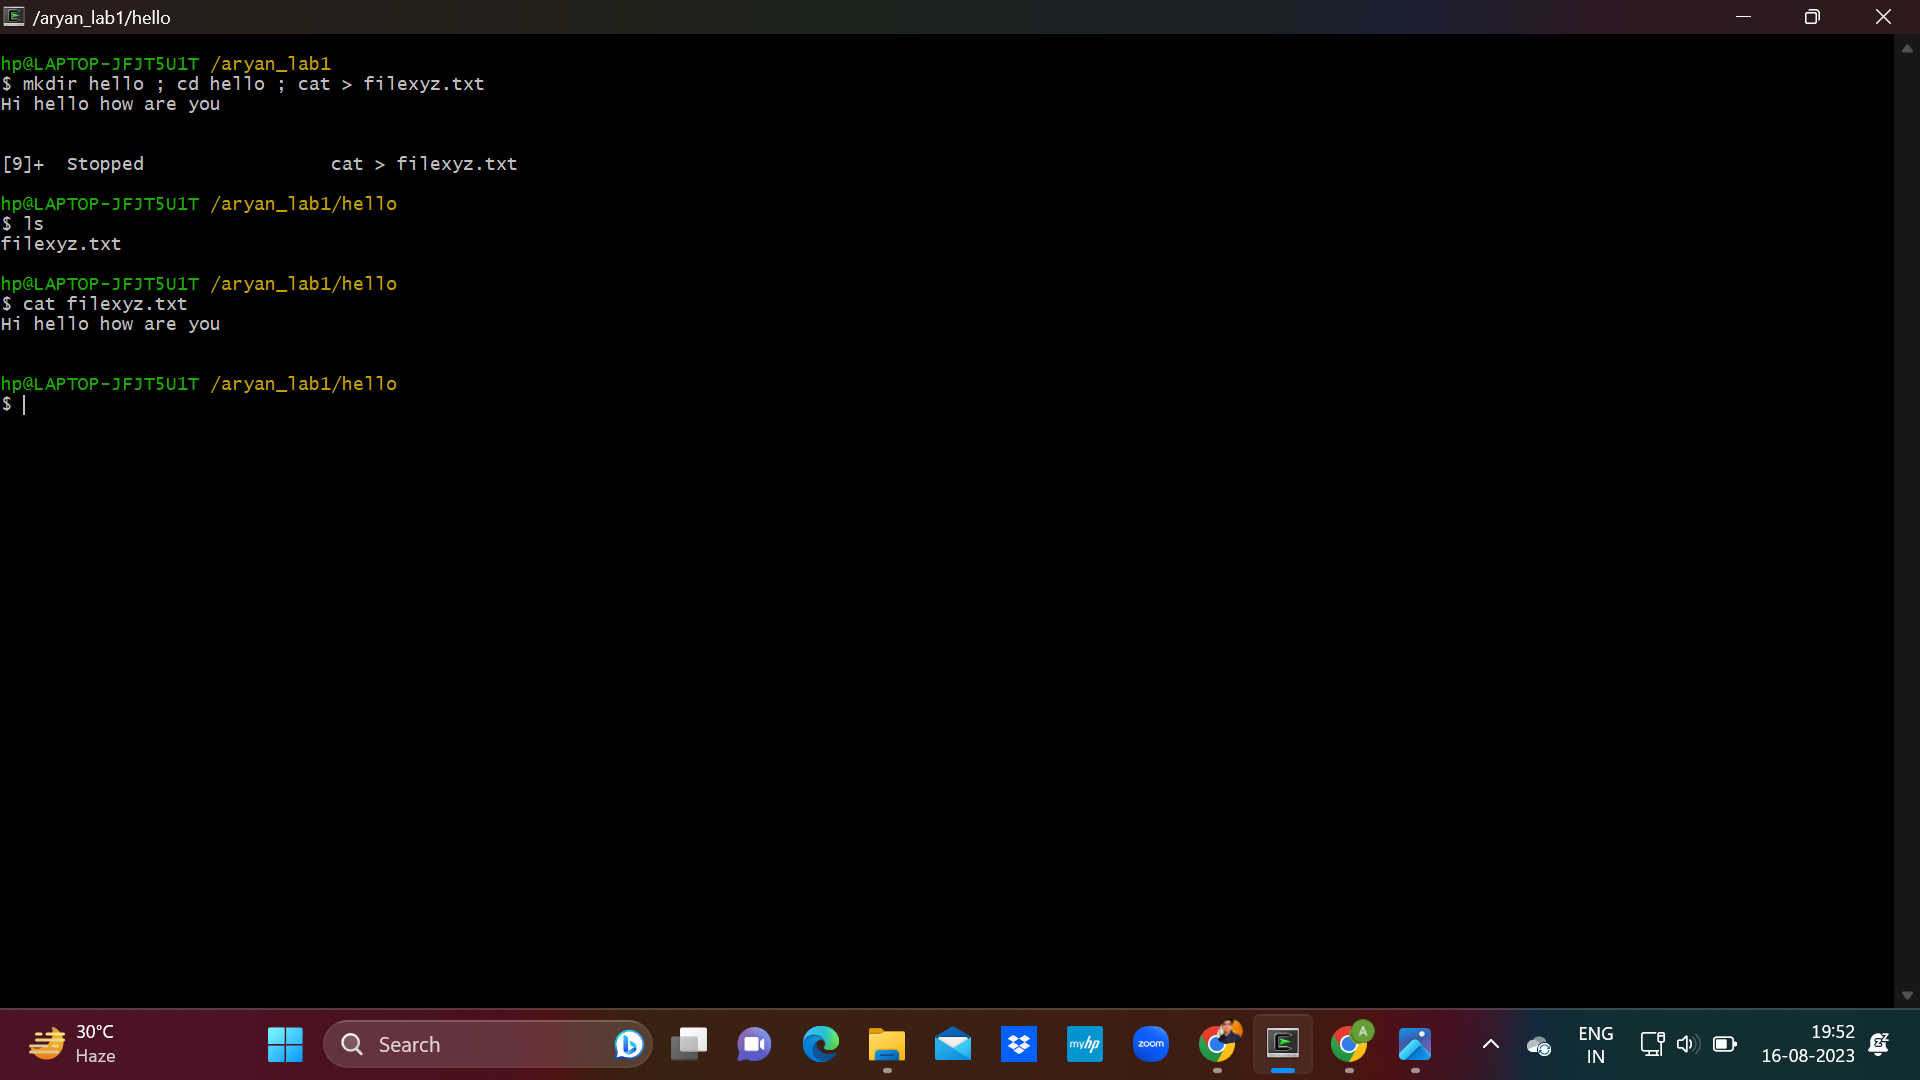 /aryan_lab1/hello
hp@LAPTOP-JFJT5U1T /aryan_lab1
$ mkdir hello ; cd hello ; cat > filexyz.txt
Hi hello how are you
[9]+  Stopped                 cat > filexyz.txt
hp@LAPTOP-JFJT5U1T /aryan_lab1/hello
$ ls
filexyz.txt
hp@LAPTOP-JFJT5U1T /aryan_lab1/hello
$ cat filexyz.txt
Hi hello how are you
hp@LAPTOP-JFJT5U1T /aryan_lab1/hello
$
30°C
Haze
Search
myhp
zoom
A
ENG
IN
19:52
16-08-2023